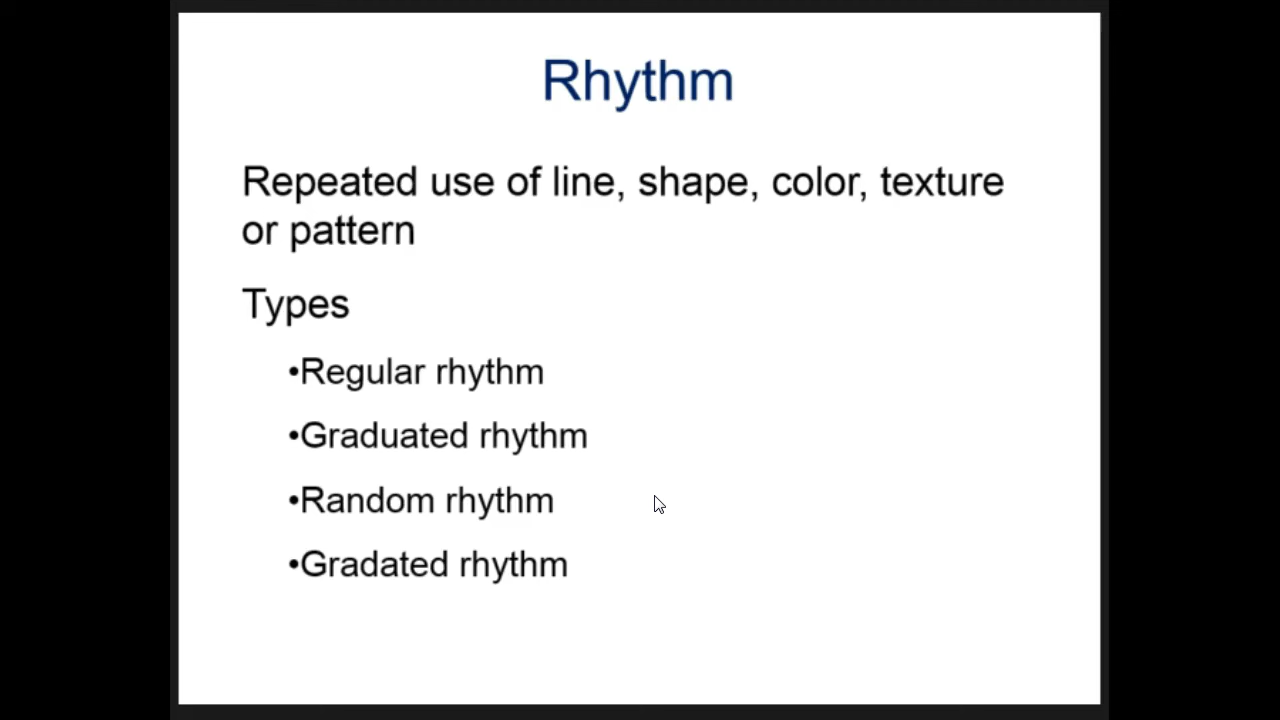 Rhythm
Repeated use of line, shape, color, texture
or pattern
Types
•Regular rhythm
•Graduated rhythm
•Random rhythm
•Gradated rhythm